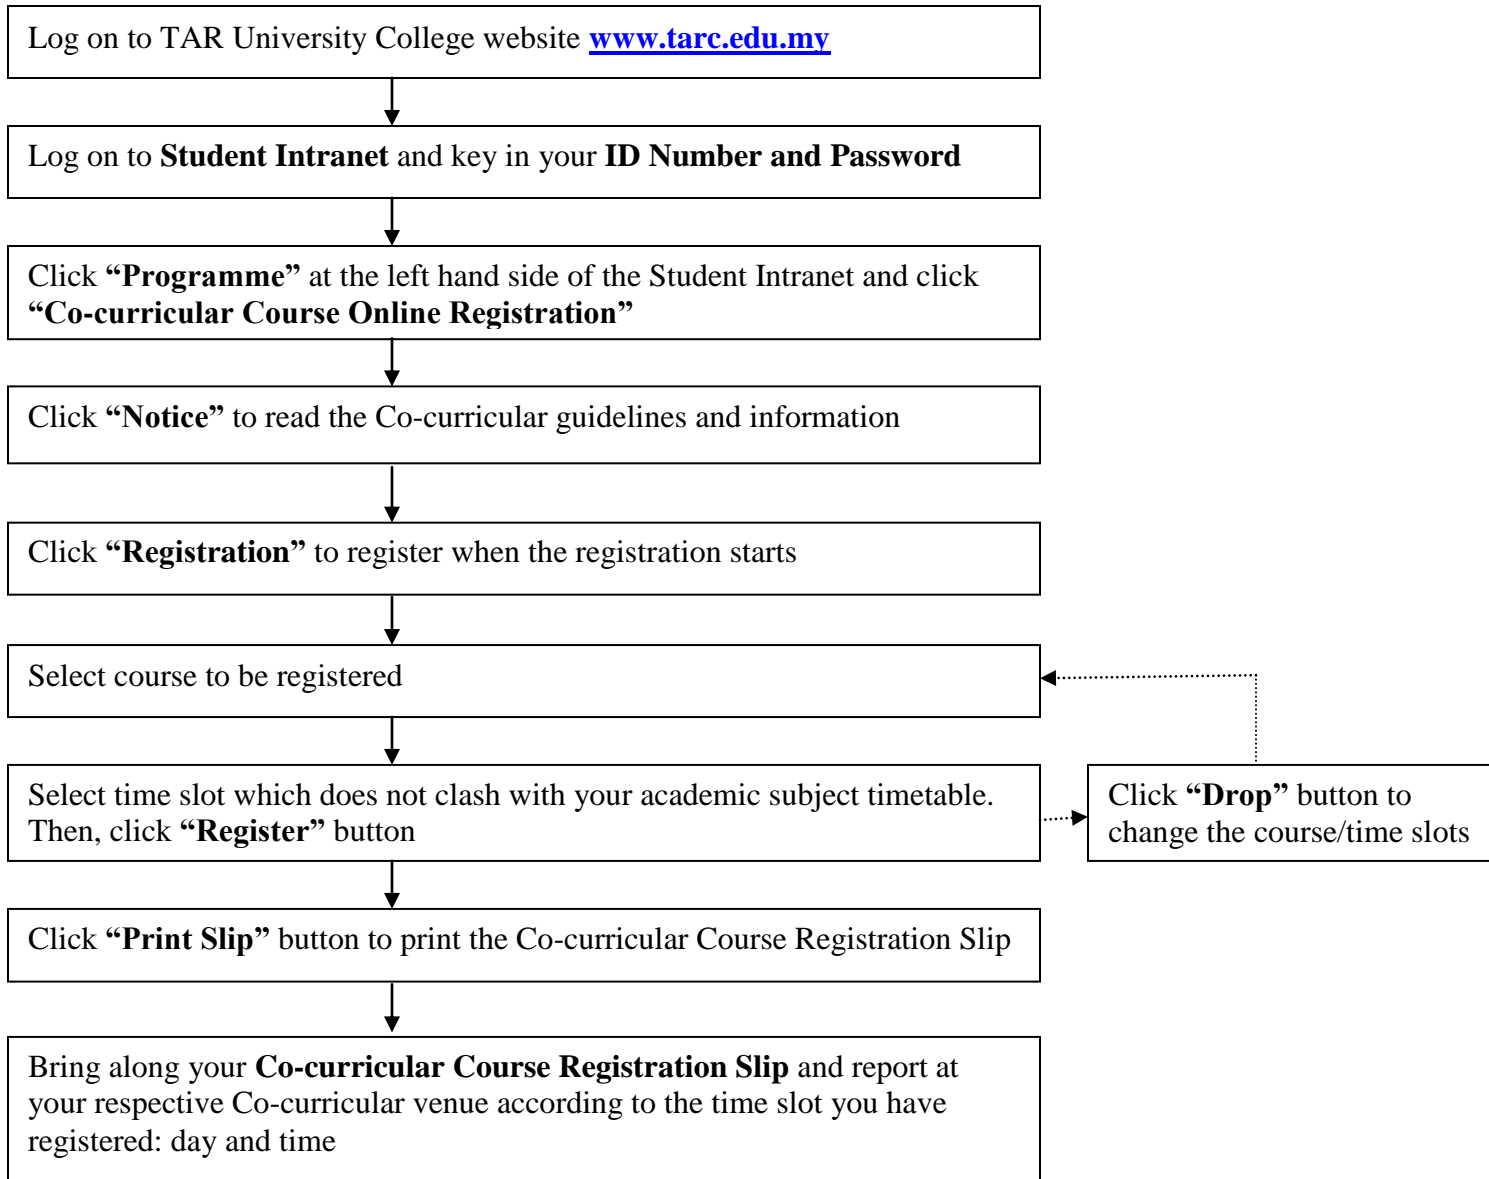 Log on to TAR University College website www.tarc.edu.my
Log on to Student Intranet and key in your ID Number and Password
Click “Programme” at the left hand side of the Student Intranet and click
“Co-curricular Course Online Registration”
Click “Notice” to read the Co-curricular guidelines and information
Click “Registration” to register when the registration starts
Select course to be registered
Select time slot which does not clash with your academic subject timetable.
Then, click “Register” button
Click “Drop” button to
change the course/time slots
Click “Print Slip” button to print the Co-curricular Course Registration Slip
Bring along your Co-curricular Course Registration Slip and report at
your respective Co-curricular venue according to the time slot you have
registered: day and time